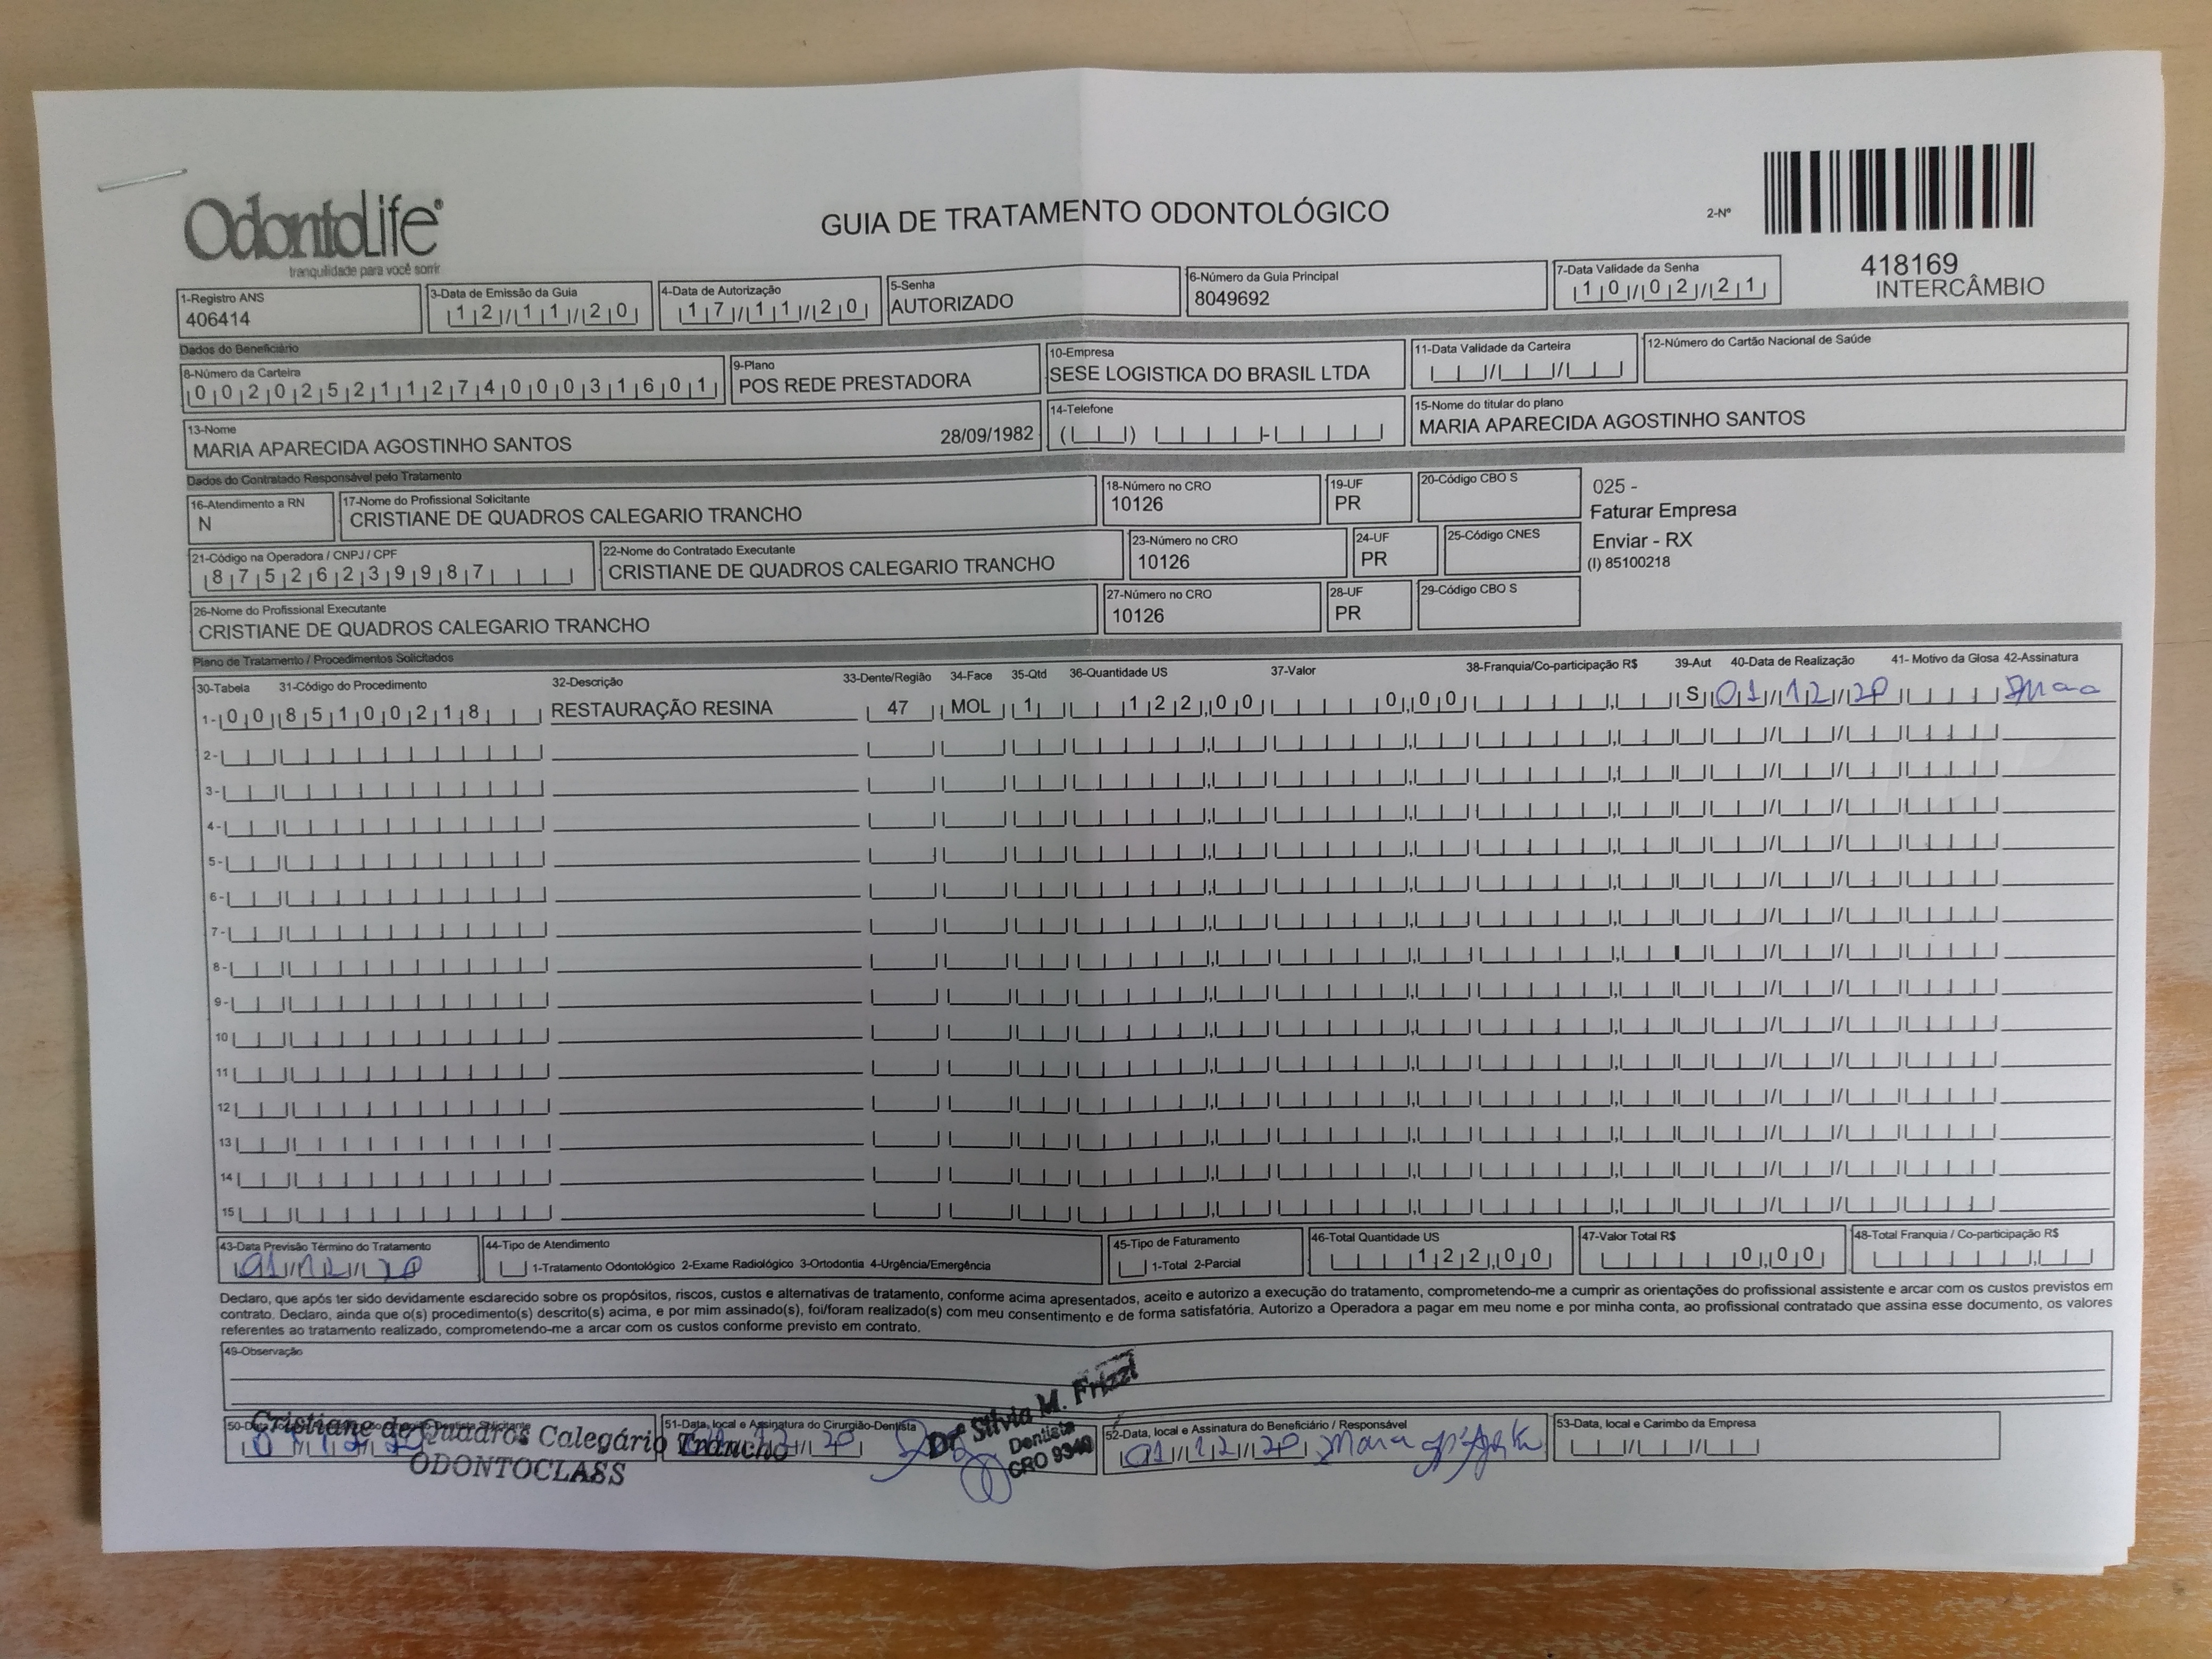 OdontoLife®
tranquilidade para você sorrir
GUIA DE TRATAMENTO ODONTOLÓGICO
2-Nº
418169
INTERCÂMBIO
1-Registro ANS
406414
3-Data de Emissão da Guia
12/11/20
4-Data de Autorização
17/11/20
5-Senha
AUTORIZADO
6-Número da Guia Principal
8049692
7-Data Validade da Senha
10/02/21
Dados do Beneficiário
8-Número da Carteira
00202521127400031601
9-Plano
POS REDE PRESTADORA
10-Empresa
SESE LOGISTICA DO BRASIL LTDA
11-Data Validade da Carteira
12-Número do Cartão Nacional de Saúde
13-Nome
MARIA APARECIDA AGOSTINHO SANTOS 28/09/1982
14-Telefone
15-Nome do titular do plano
MARIA APARECIDA AGOSTINHO SANTOS
Dados do Contratado Responsável pelo Tratamento
16-Atendimento a RN
N
17-Nome do Profissional Solicitante
CRISTIANE DE QUADROS CALEGARIO TRANCHO
18-Número no CRO
10126
19-UF
PR
20-Código CBO S
025 -
Faturar Empresa
Enviar - RX
(I) 85100218
21-Código na Operadora / CNPJ / CPF
87526239987
22-Nome do Contratado Executante
CRISTIANE DE QUADROS CALEGARIO TRANCHO
23-Número no CRO
10126
24-UF
PR
25-Código CNES
26-Nome do Profissional Executante
CRISTIANE DE QUADROS CALEGARIO TRANCHO
27-Número no CRO
10126
28-UF
PR
29-Código CBO S
Plano de Tratamento / Procedimentos Solicitados
30-Tabela 31-Código do Procedimento 32-Descrição 33-Dente/Região 34-Face 35-Qtd 36-Quantidade US 37-Valor 38-Franquia/Co-participação R$ 39-Aut 40-Data de Realização 41- Motivo da Glosa 42-Assinatura
1- 00 85100218 RESTAURAÇÃO RESINA 47 MOL 1 122,00 0,00 S 01/12/20
2-
3-
4-
5-
6-
7-
8-
9-
10
11
12
13
14
15
43-Data Previsão Término do Tratamento
01/12/20
44-Tipo de Atendimento
1-Tratamento Odontológico 2-Exame Radiológico 3-Ortodontia 4-Urgência/Emergência
45-Tipo de Faturamento
1-Total 2-Parcial
46-Total Quantidade US
122,00
47-Valor Total R$
0,00
48-Total Franquia / Co-participação R$
Declaro, que após ter sido devidamente esclarecido sobre os propósitos, riscos, custos e alternativas de tratamento, conforme acima apresentados, aceito e autorizo a execução do tratamento, comprometendo-me a cumprir as orientações do profissional assistente e arcar com os custos previstos em
contrato. Declaro, ainda que o(s) procedimento(s) descrito(s) acima, e por mim assinado(s), foi/foram realizado(s) com meu consentimento e de forma satisfatória. Autorizo a Operadora a pagar em meu nome e por minha conta, ao profissional contratado que assina esse documento, os valores
referentes ao tratamento realizado, comprometendo-me a arcar com os custos conforme previsto em contrato.
49-Observação
Cristiane de Quadros Calegário Trancho
ODONTOCLASS
51-Data, local e Assinatura do Cirurgião-Dentista
Drª Silvia M. Frizzi
Dentista
CRO 9340
52-Data, local e Assinatura do Beneficiário / Responsável
01/12/20 Maria
53-Data, local e Carimbo da Empresa